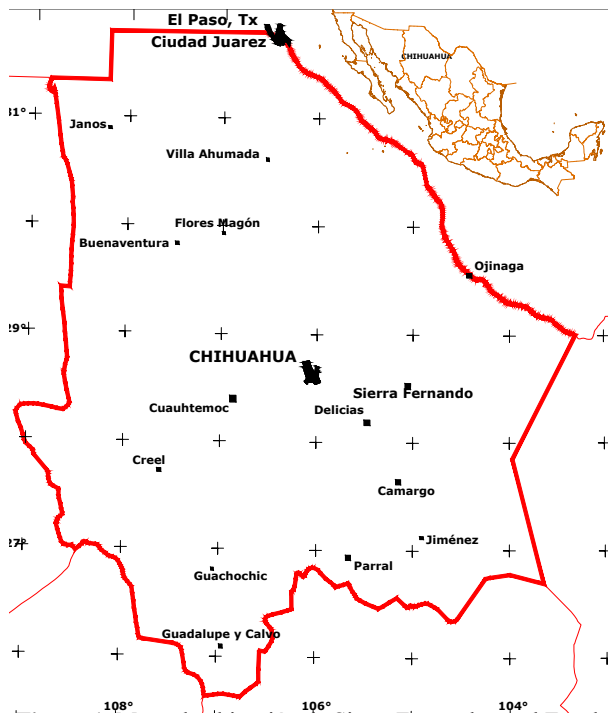 El Paso, Tx
Ciudad Juarez
CHIHUAHUA
31°
Janos
Villa Ahumada
Flores Magón
Buenaventura
Ojinaga
29°
CHIHUAHUA
Sierra Fernando
Cuauhtemoc
Delicias
Creel
Camargo
27°
Jiménez
Parral
Guachochic
Guadalupe y Calvo
108°
106°
104°